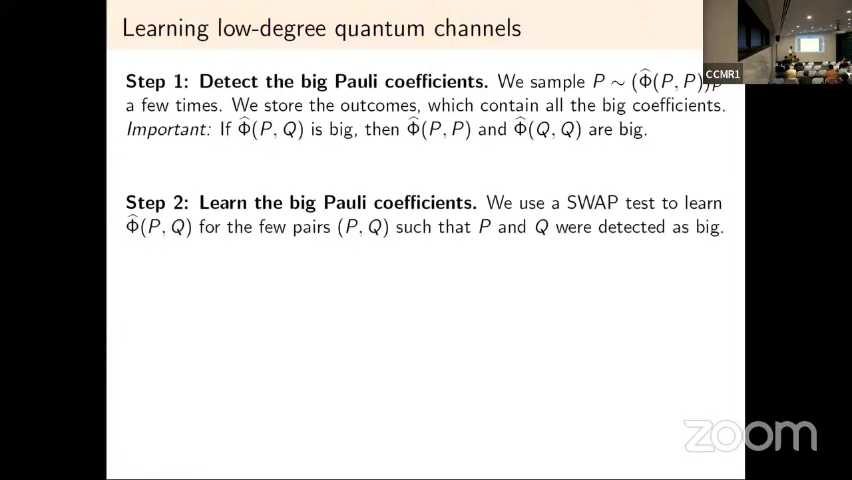 Learning low-degree quantum channels
CCMR1
Step 1: Detect the big Pauli coefficients. We sample P ∼ (Φ̂(P, P))_P
a few times. We store the outcomes, which contain all the big coefficients.
Important: If Φ̂(P, Q) is big, then Φ̂(P, P) and Φ̂(Q, Q) are big.
Step 2: Learn the big Pauli coefficients. We use a SWAP test to learn
Φ̂(P, Q) for the few pairs (P, Q) such that P and Q were detected as big.
zoom